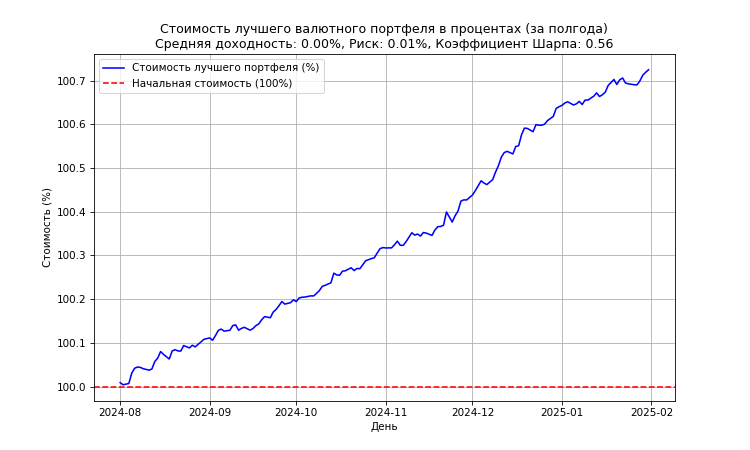 Стоимость лучшего валютного портфеля в процентах (за полгода)
Средняя доходность: 0.00%, Риск: 0.01%, Коэффициент Шарпа: 0.56
Стоимость лучшего портфеля (%)
Начальная стоимость (100%)
Стоимость (%)
100.7
100.6
100.5
100.4
100.3
100.2
100.1
100.0
2024-08
2024-09
2024-10
2024-11
2024-12
2025-01
2025-02
День